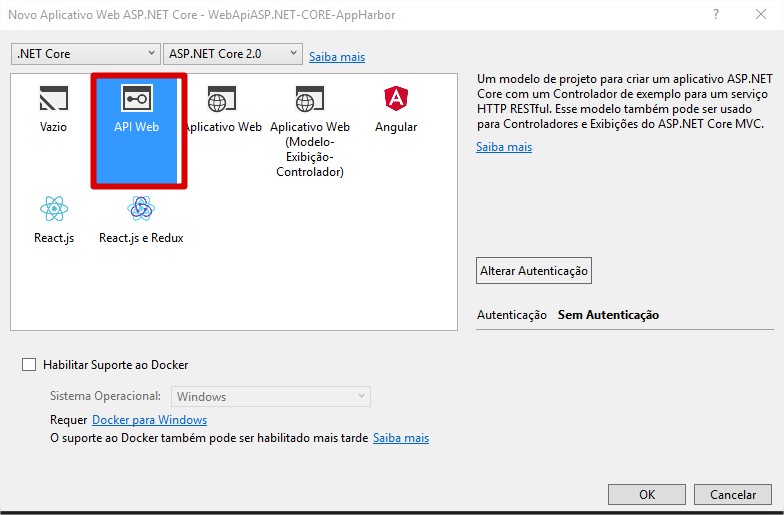 Novo Aplicativo Web ASP.NET Core - WebApiASP.NET-CORE-AppHarbor
? ×
.NET Core
ASP.NET Core 2.0
Saiba mais
Vazio
API Web
Aplicativo Web
Aplicativo Web
(Modelo-
Exibição-
Controlador)
Angular
React.js
React.js e Redux
Um modelo de projeto para criar um aplicativo ASP.NET
Core com um Controlador de exemplo para um serviço
HTTP RESTful. Esse modelo também pode ser usado
para Controladores e Exibições do ASP.NET Core MVC.
Saiba mais
Alterar Autenticação
Autenticação Sem Autenticação
Habilitar Suporte ao Docker
Sistema Operacional: Windows
Requer Docker para Windows
O suporte ao Docker também pode ser habilitado mais tarde Saiba mais
OK
Cancelar